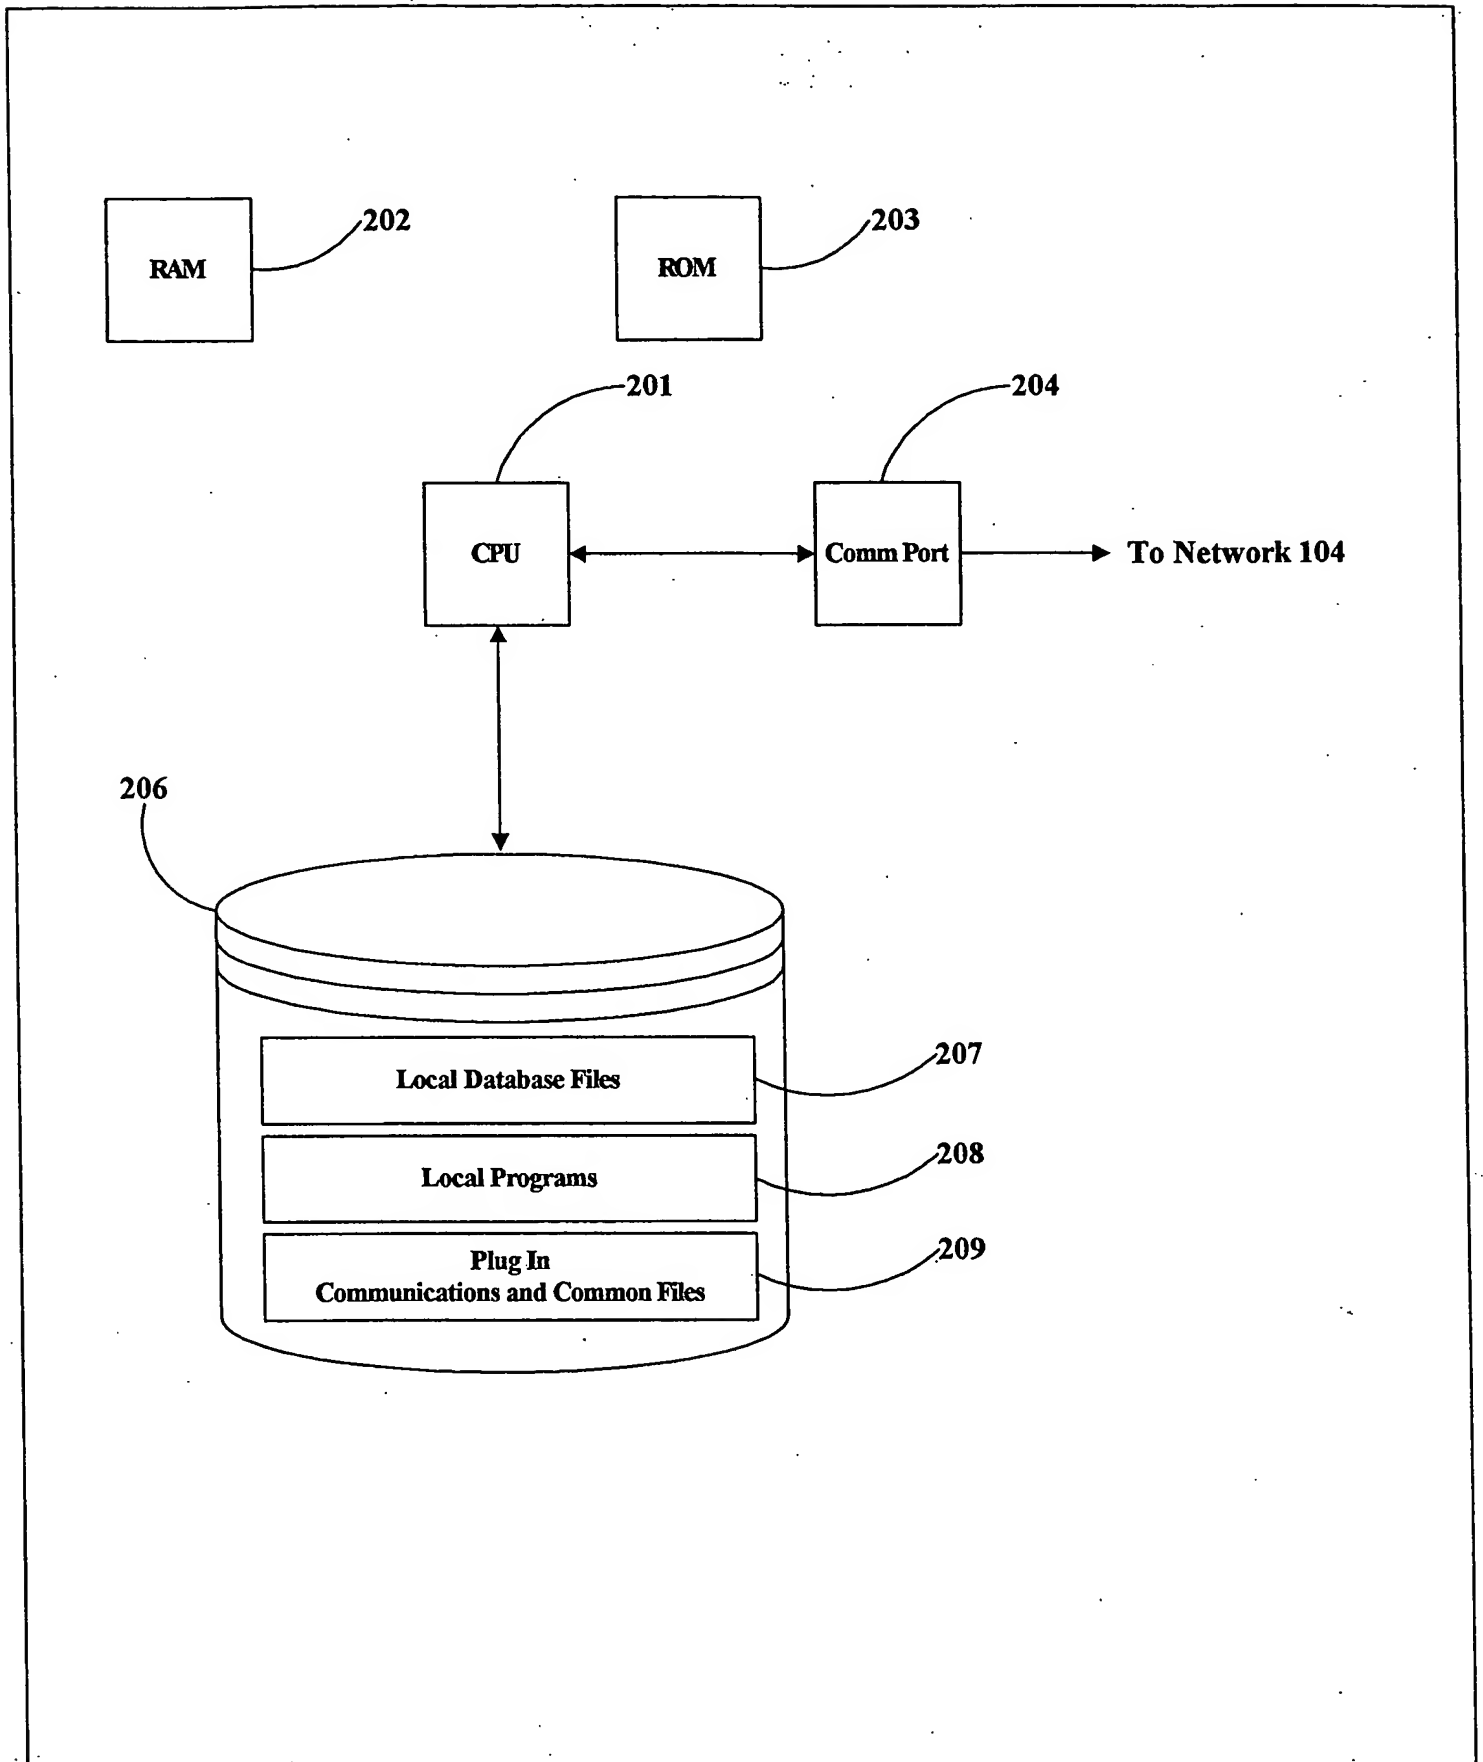 202
203
RAM
ROM
201
204
CPU
Comm Port
To Network 104
206
207
Local Database Files
208
Local Programs
209
Plug In
Communications and Common Files